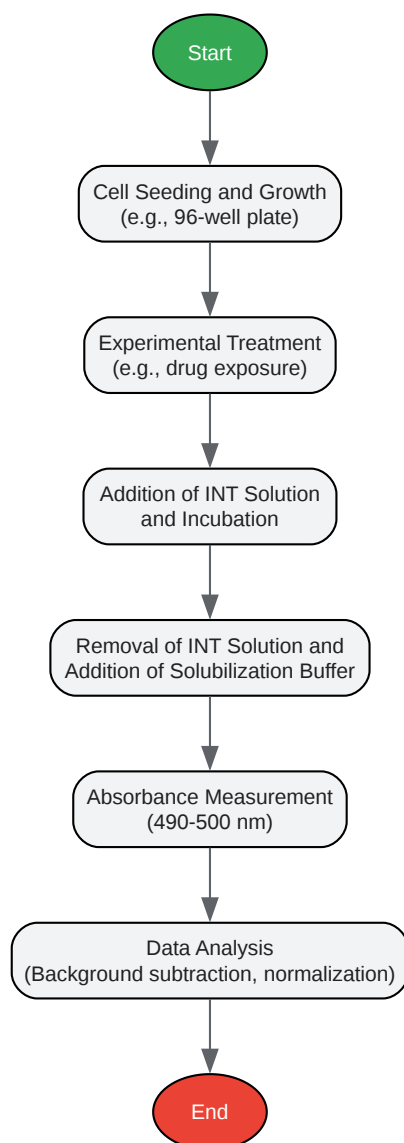 Start
Cell Seeding and Growth
(e.g., 96-well plate)
Experimental Treatment
(e.g., drug exposure)
Addition of INT Solution
and Incubation
Removal of INT Solution and
Addition of Solubilization Buffer
Absorbance Measurement
(490-500 nm)
Data Analysis
(Background subtraction, normalization)
End